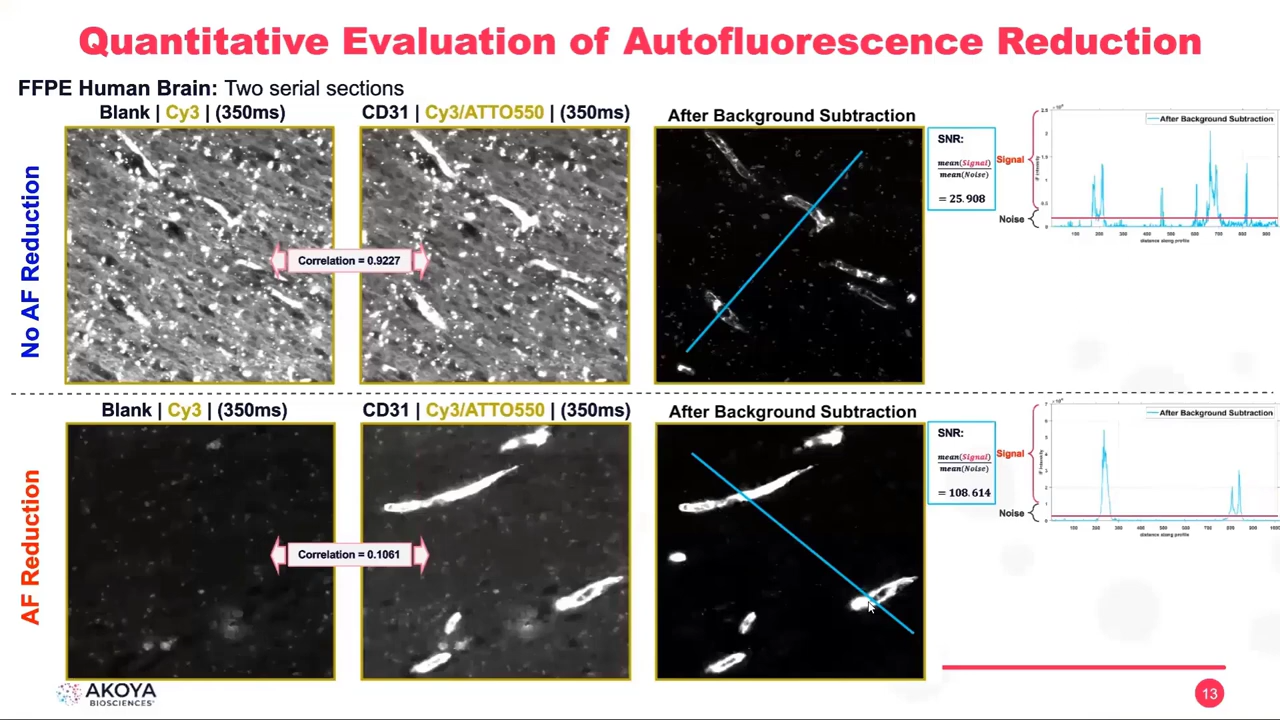 Quantitative Evaluation of Autofluorescence Reduction
FFPE Human Brain: Two serial sections
Blank | Cy3 | (350ms)
CD31 | Cy3/ATTO550 | (350ms)
After Background Subtraction
No AF Reduction
Correlation = 0.9227
SNR:
mean(Signal)
mean(Noise)
= 25.908
Signal
Noise
After Background Subtraction
distance along profile
Blank | Cy3 | (350ms)
CD31 | Cy3/ATTO550 | (350ms)
After Background Subtraction
AF Reduction
Correlation = 0.1061
SNR:
mean(Signal)
mean(Noise)
= 108.614
Signal
Noise
After Background Subtraction
distance along profile
AKOYA
BIOSCIENCES
13